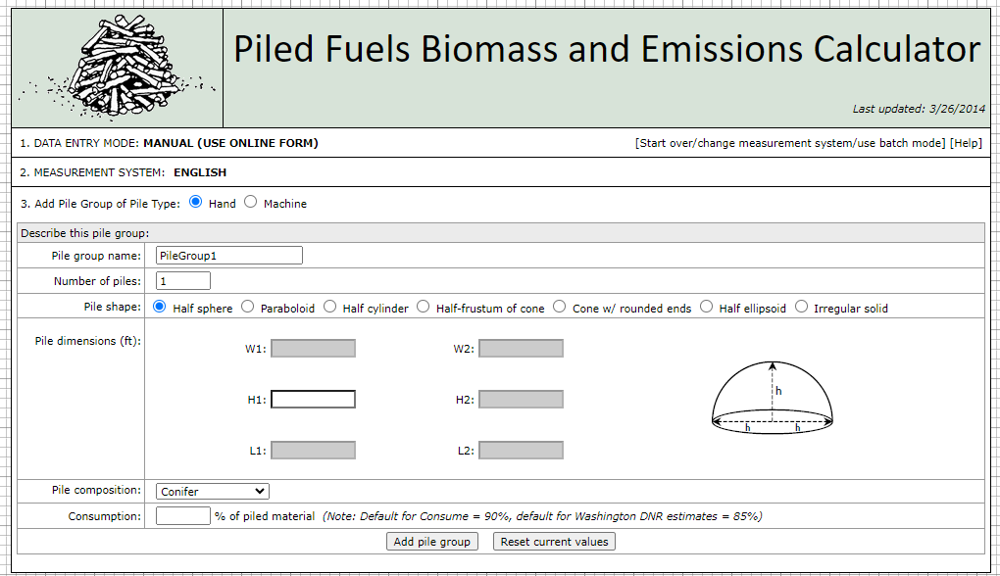 Piled Fuels Biomass and Emissions Calculator
Last updated: 3/26/2014
1. DATA ENTRY MODE: MANUAL (USE ONLINE FORM) [Start over/change measurement system/use batch mode] [Help]
2. MEASUREMENT SYSTEM: ENGLISH
3. Add Pile Group of Pile Type: Hand Machine
Describe this pile group:
Pile group name: PileGroup1
Number of piles: 1
Pile shape: Half sphere Paraboloid Half cylinder Half-frustum of cone Cone w/ rounded ends Half ellipsoid Irregular solid
Pile dimensions (ft):
W1: W2:
H1: H2:
L1: L2:
h
h h
Pile composition: Conifer
Consumption: % of piled material (Note: Default for Consume = 90%, default for Washington DNR estimates = 85%)
Add pile group Reset current values